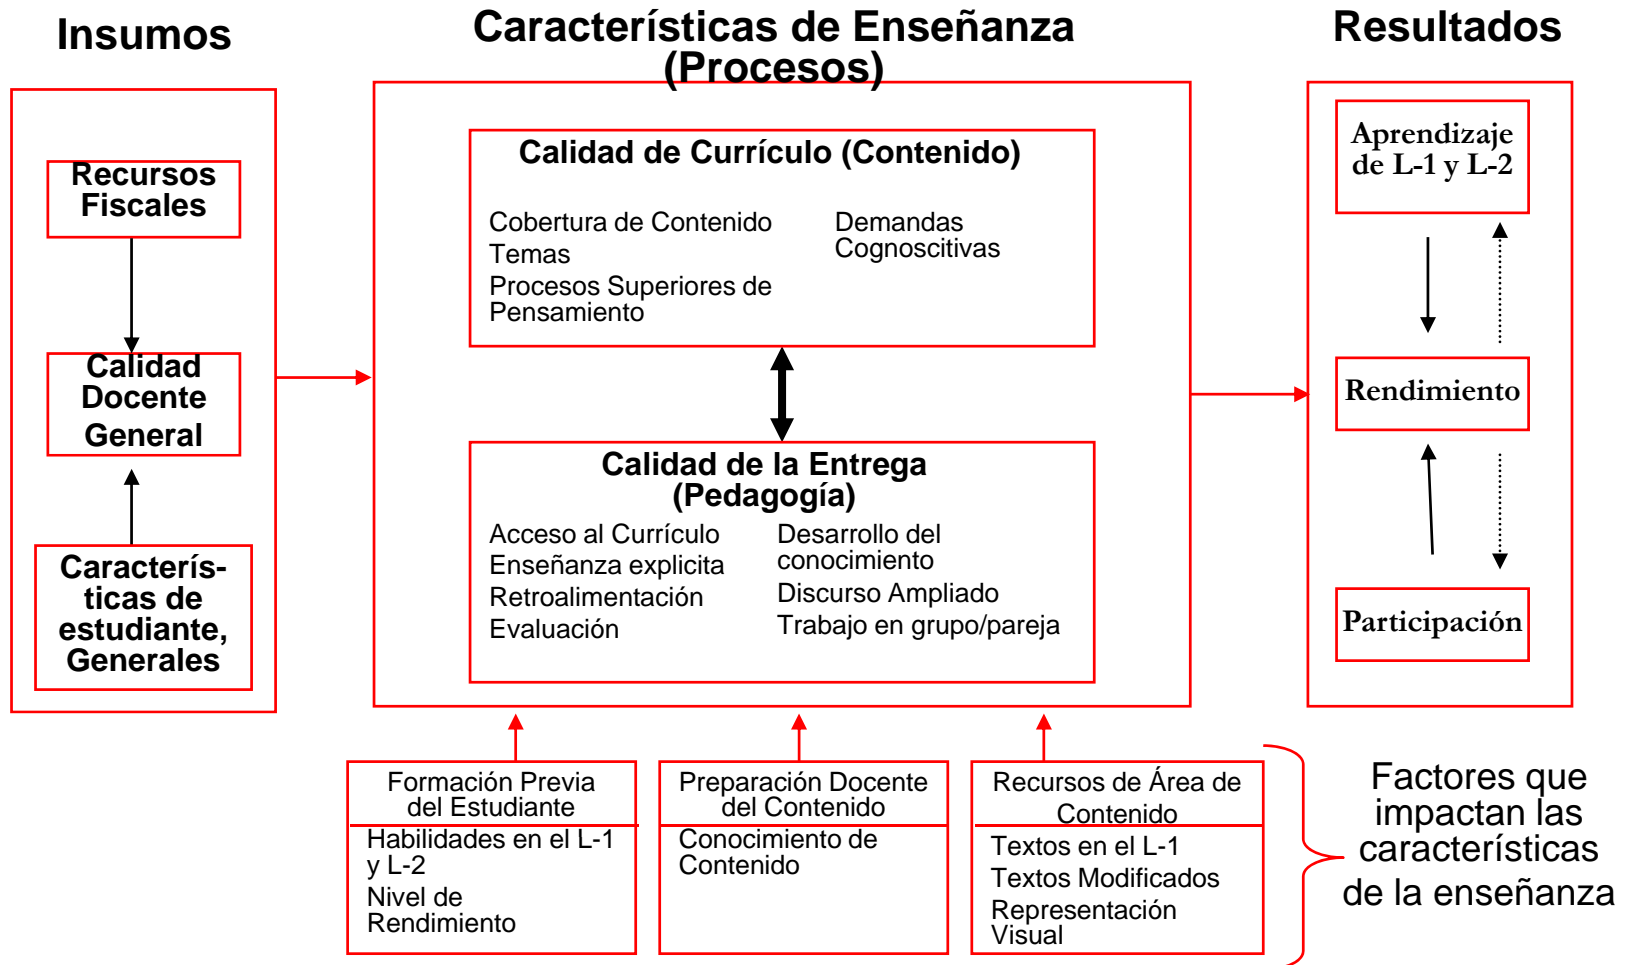 Insumos
Recursos
Fiscales
Calidad
Docente
General
Caracterís-
ticas de
estudiante,
Generales
Características de Enseñanza
(Procesos)
Calidad de Currículo (Contenido)
Cobertura de Contenido
Temas
Procesos Superiores de
Pensamiento
Demandas
Cognoscitivas
Calidad de la Entrega
(Pedagogía)
Acceso al Currículo
Enseñanza explicita
Retroalimentación
Evaluación
Desarrollo del
conocimiento
Discurso Ampliado
Trabajo en grupo/pareja
Resultados
Aprendizaje
de L-1 y L-2
Rendimiento
Participación
Formación Previa
del Estudiante
Habilidades en el L-1
y L-2
Nivel de
Rendimiento
Preparación Docente
del Contenido
Conocimiento de
Contenido
Recursos de Área de
Contenido
Textos en el L-1
Textos Modificados
Representación
Visual
Factores que
impactan las
características
de la enseñanza